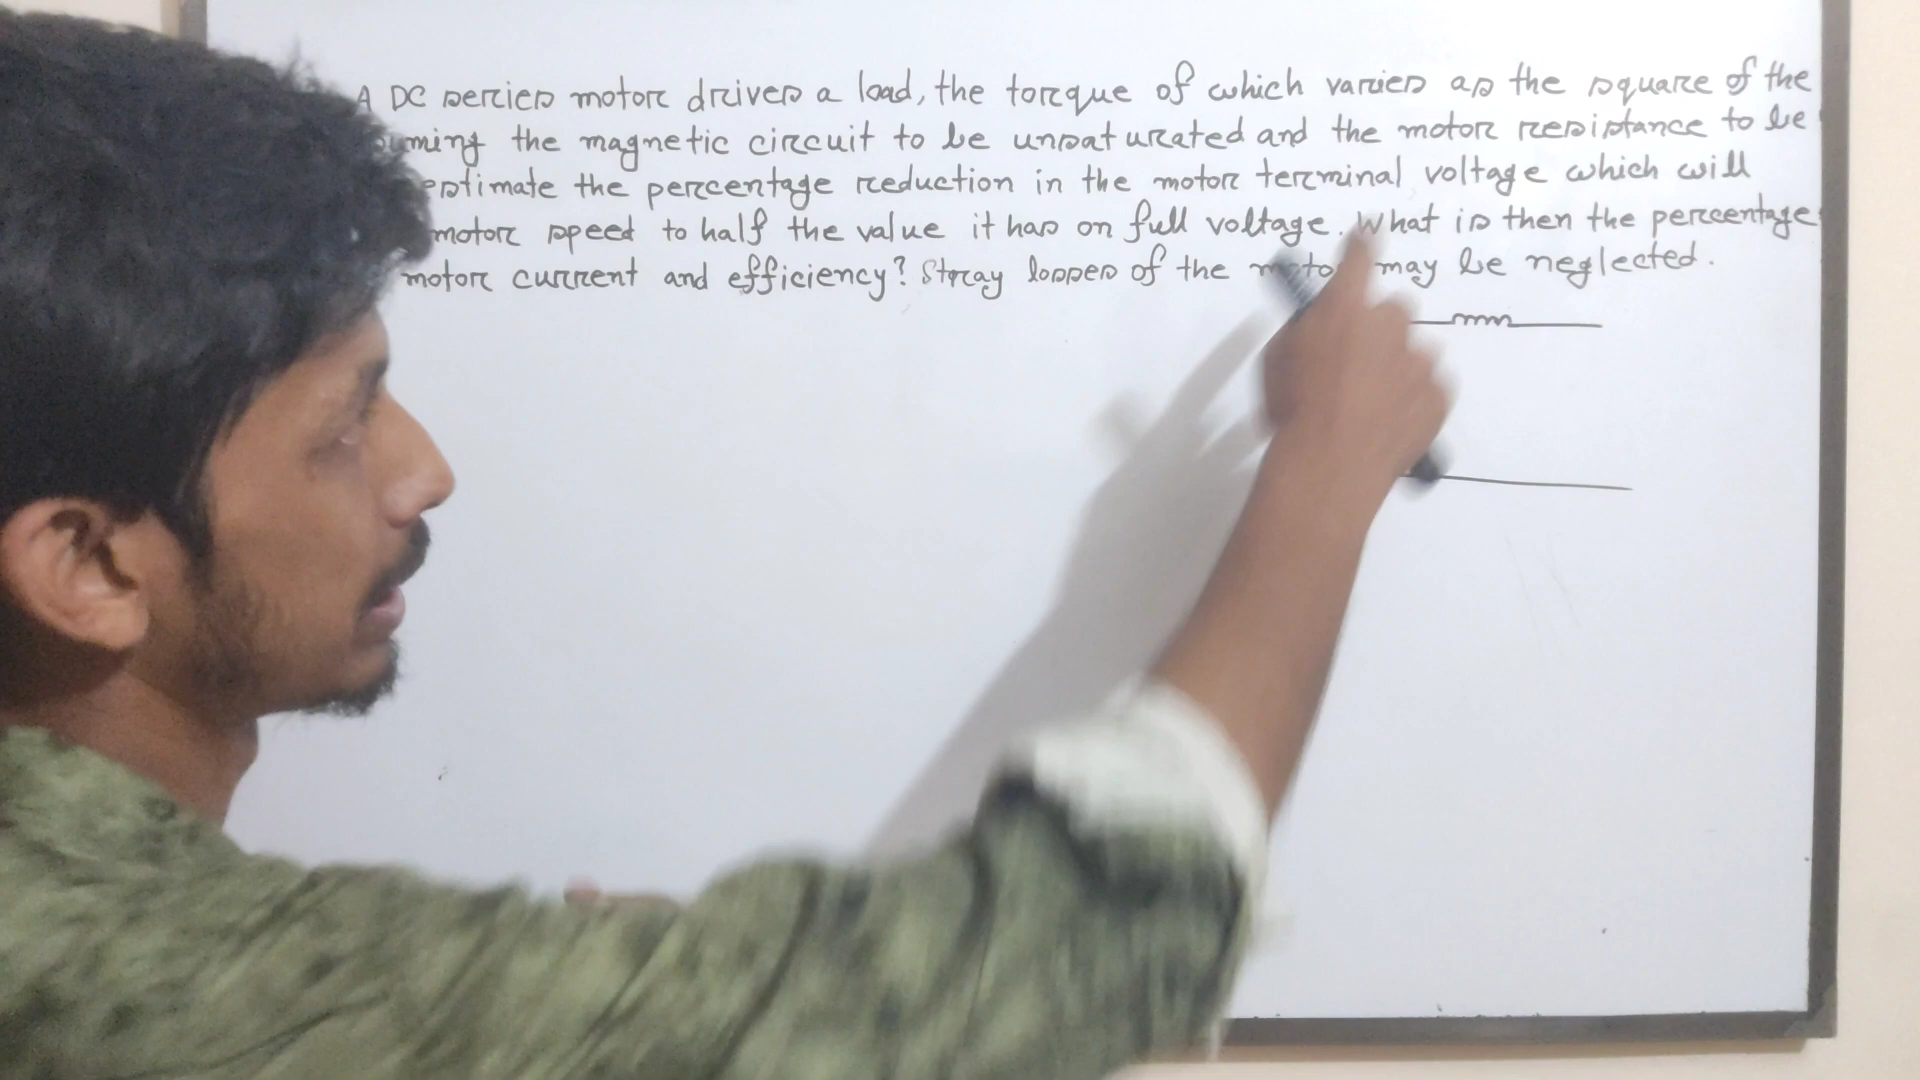 A DC series motor drives a load, the torque of which varies as the square of the
the magnetic circuit to be unsaturated and the motor resistance to be
estimate the percentage reduction in the motor terminal voltage which will
motor speed to half the value it has on full voltage. What is then the percentage
motor current and efficiency? Stray losses of the may be neglected.